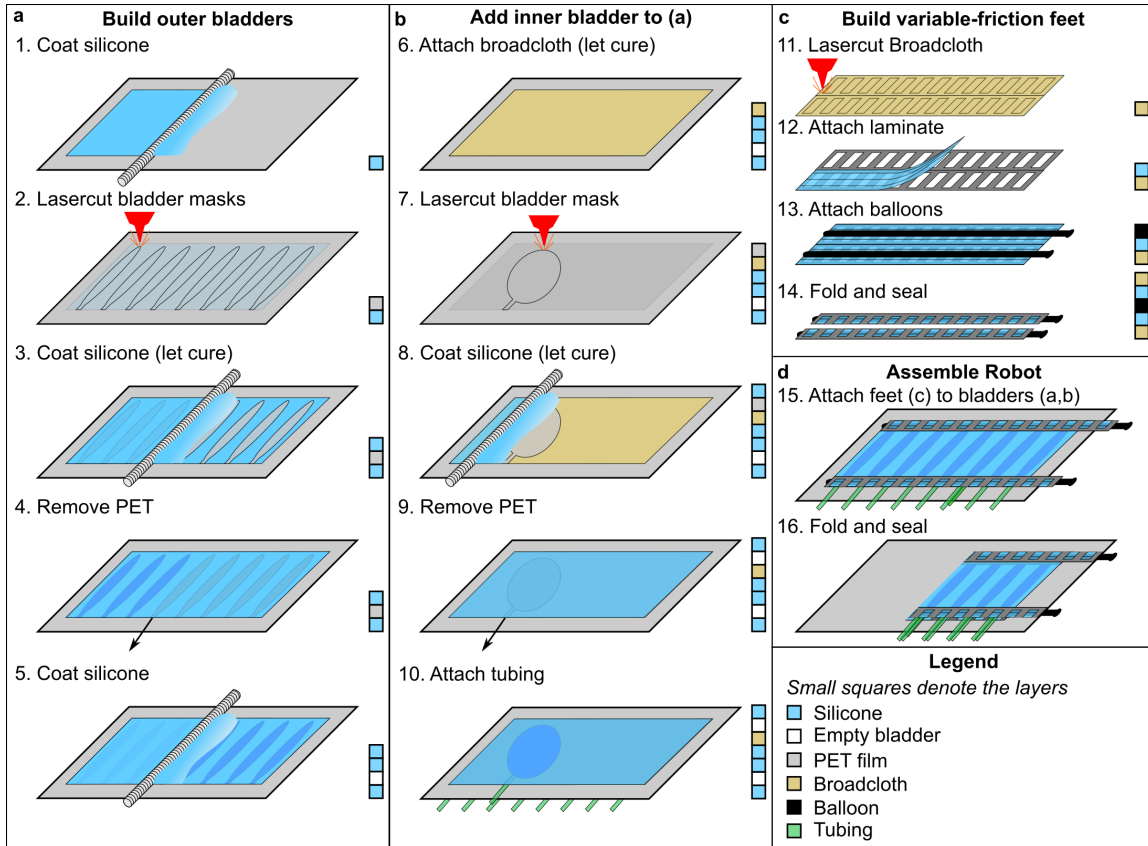 a Build outer bladders
1. Coat silicone
2. Lasercut bladder masks
3. Coat silicone (let cure)
4. Remove PET
5. Coat silicone
b Add inner bladder to (a)
6. Attach broadcloth (let cure)
7. Lasercut bladder mask
8. Coat silicone (let cure)
9. Remove PET
10. Attach tubing
c Build variable-friction feet
11. Lasercut Broadcloth
12. Attach laminate
13. Attach balloons
14. Fold and seal
d Assemble Robot
15. Attach feet (c) to bladders (a,b)
16. Fold and seal
Legend
Small squares denote the layers
Silicone
Empty bladder
PET film
Broadcloth
Balloon
Tubing